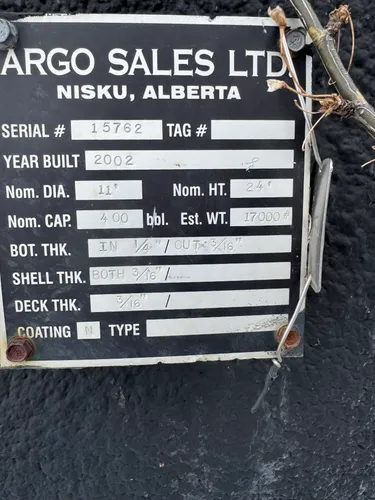 ARGO SALES LTD.
NISKU, ALBERTA
SERIAL # 15762 TAG #
YEAR BUILT 2002
Nom. DIA. 11' Nom. HT. 24'
Nom. CAP. 400 bbl. Est. WT. 17000#
BOT. THK. IN 1/4" / OUT: 3/16"
SHELL THK. BOTH 3/16" /
DECK THK. 3/16" /
COATING N TYPE